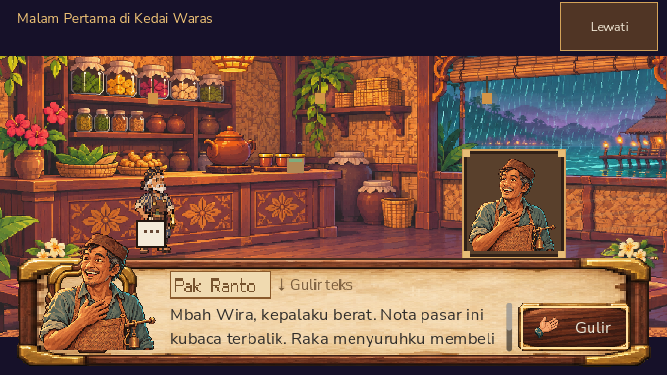 Malam Pertama di Kedai Waras
Lewati
...
Pak Ranto
↓ Gulir teks
Mbah Wira, kepalaku berat. Nota pasar ini
kubaca terbalik. Raka menyuruhku membeli
Gulir